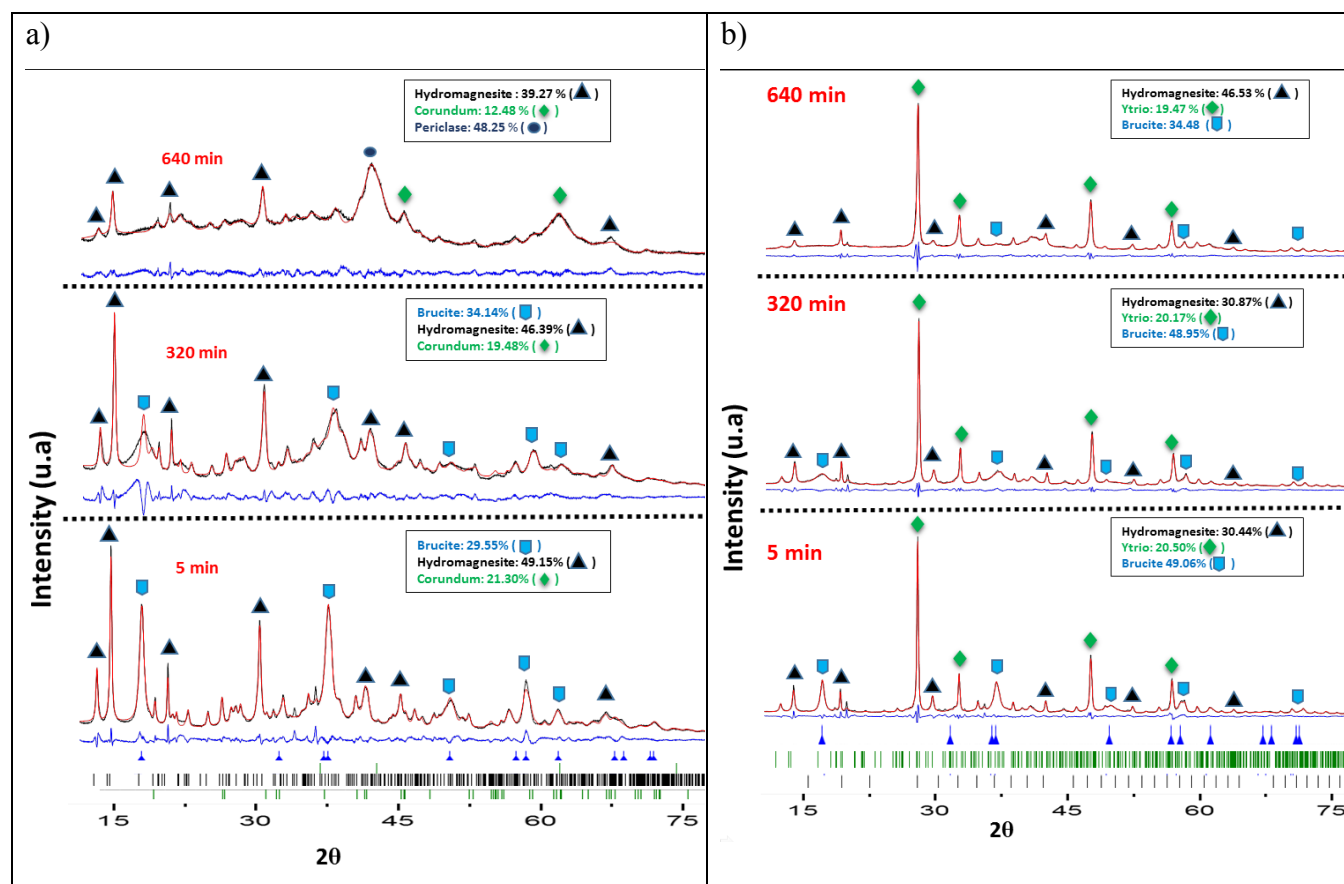 a)
Hydromagnesite : 39.27 % ( )
Corundum: 12.48 % ( )
Periclase: 48.25 % ( )
640 min
Brucite: 34.14% ( )
Hydromagnesite: 46.39% ( )
Corundum: 19.48% ( )
320 min
Brucite: 29.55% ( )
Hydromagnesite: 49.15% ( )
Corundum: 21.30% ( )
5 min
Intensity (u.a)
15 30 45 60 75
2θ
b)
640 min
Hydromagnesite: 46.53 % ( )
Ytrio: 19.47 % ( )
Brucite: 34.48 ( )
320 min
Hydromagnesite: 30.87% ( )
Ytrio: 20.17% ( )
Brucite: 48.95% ( )
5 min
Hydromagnesite: 30.44% ( )
Ytrio: 20.50% ( )
Brucite 49.06% ( )
Intensity (u.a)
15 30 45 60 75
2θ